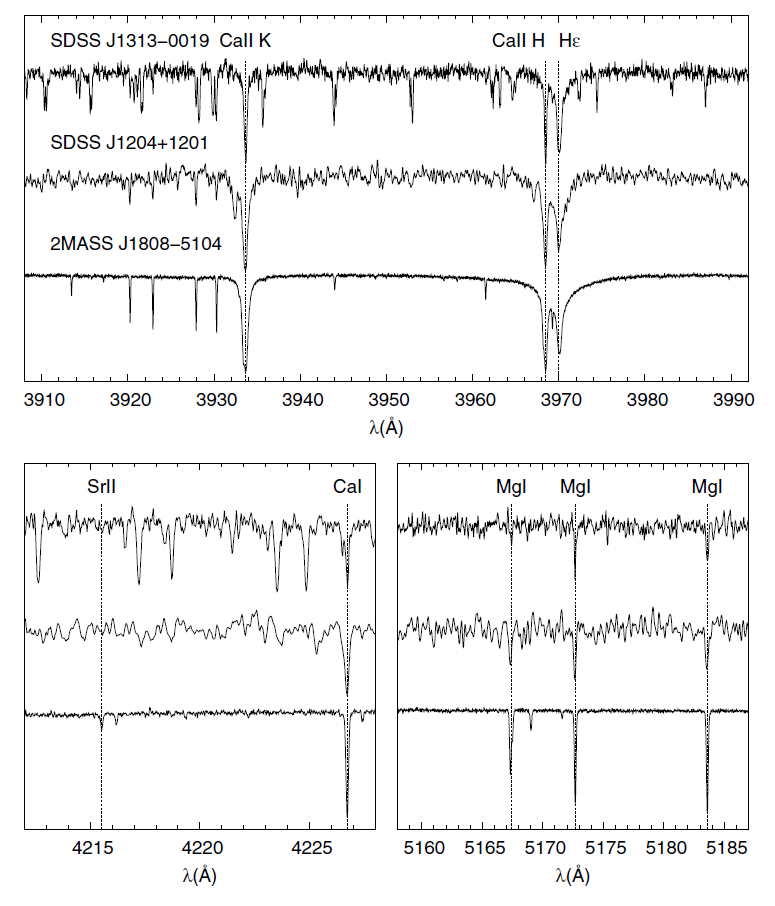 SDSS J1313−0019 CaII K CaII H Hε
SDSS J1204+1201
2MASS J1808−5104
3910 3920 3930 3940 3950 3960 3970 3980 3990
λ(Å)
SrII CaI
4215 4220 4225
λ(Å)
MgI MgI MgI
5160 5165 5170 5175 5180 5185
λ(Å)